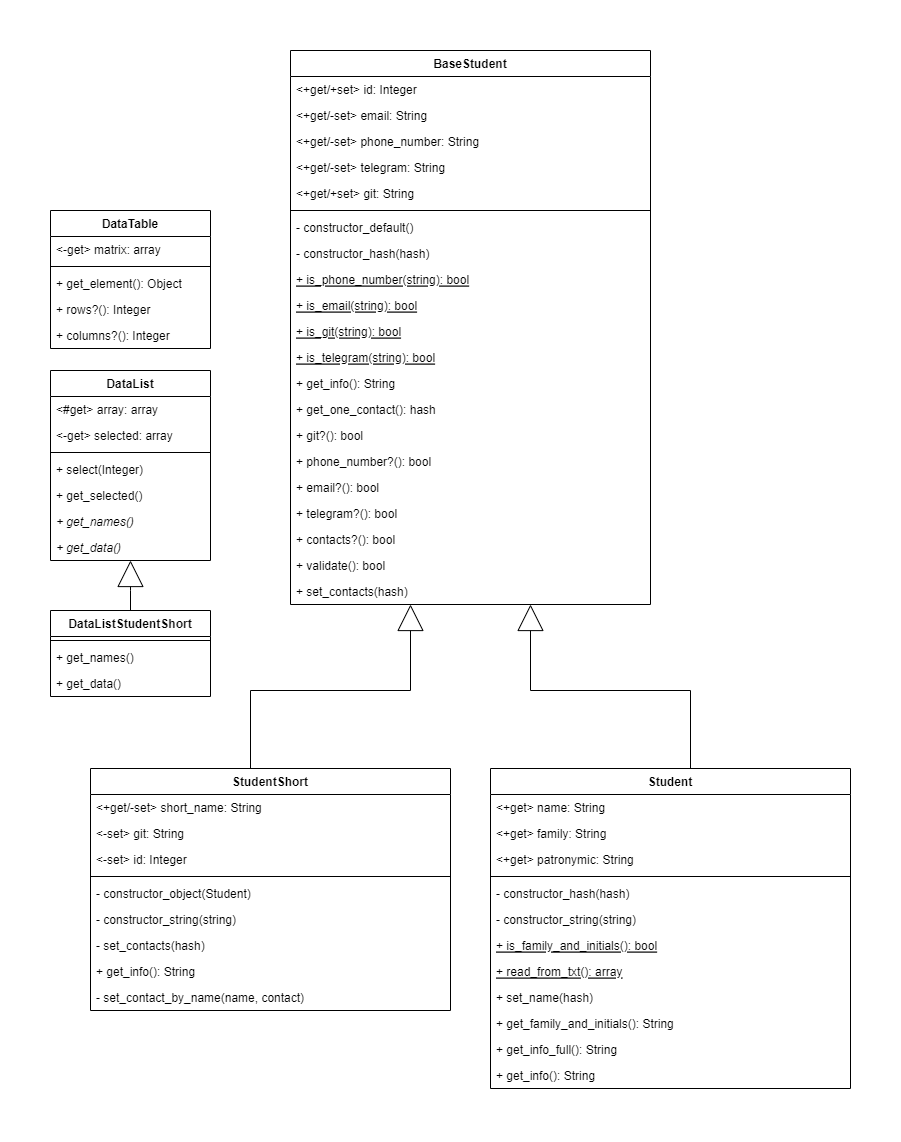 BaseStudent
<+get/+set> id: Integer
<+get/-set> email: String
<+get/-set> phone_number: String
<+get/-set> telegram: String
<+get/+set> git: String
- constructor_default()
- constructor_hash(hash)
+ is_phone_number(string): bool
+ is_email(string): bool
+ is_git(string): bool
+ is_telegram(string): bool
+ get_info(): String
+ get_one_contact(): hash
+ git?(): bool
+ phone_number?(): bool
+ email?(): bool
+ telegram?(): bool
+ contacts?(): bool
+ validate(): bool
+ set_contacts(hash)
DataTable
<-get> matrix: array
+ get_element(): Object
+ rows?(): Integer
+ columns?(): Integer
DataList
<#get> array: array
<-get> selected: array
+ select(Integer)
+ get_selected()
+ get_names()
+ get_data()
DataListStudentShort
+ get_names()
+ get_data()
StudentShort
<+get/-set> short_name: String
<-set> git: String
<-set> id: Integer
- constructor_object(Student)
- constructor_string(string)
- set_contacts(hash)
+ get_info(): String
- set_contact_by_name(name, contact)
Student
<+get> name: String
<+get> family: String
<+get> patronymic: String
- constructor_hash(hash)
- constructor_string(string)
+ is_family_and_initials(): bool
+ read_from_txt(): array
+ set_name(hash)
+ get_family_and_initials(): String
+ get_info_full(): String
+ get_info(): String